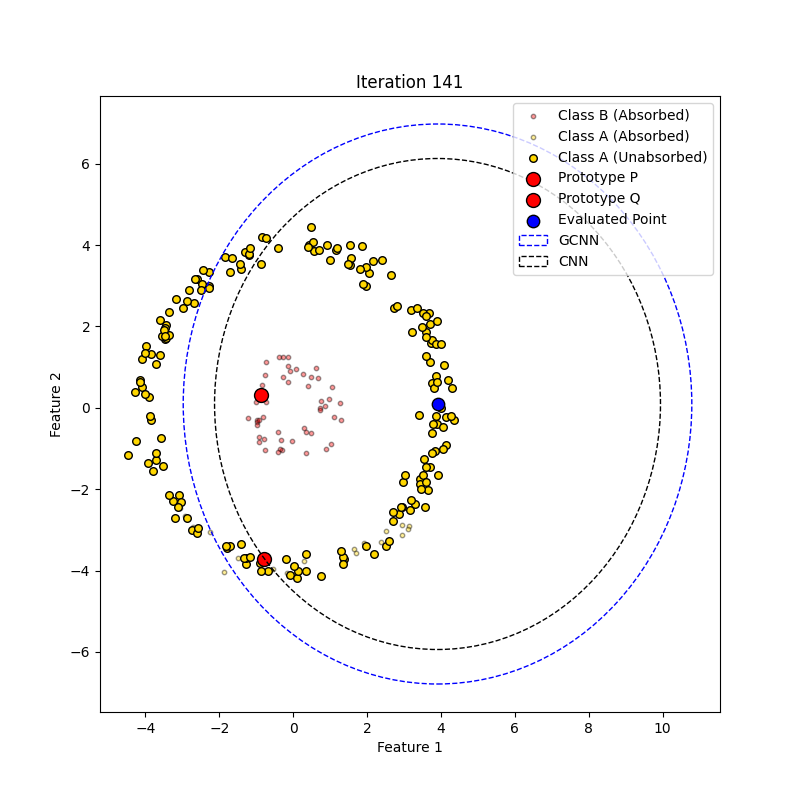 Iteration 141
Class B (Absorbed)
Class A (Absorbed)
Class A (Unabsorbed)
Prototype P
Prototype Q
Evaluated Point
GCNN
CNN
6
4
2
0
−2
−4
−6
Feature 2
−4 −2 0 2 4 6 8 10
Feature 1